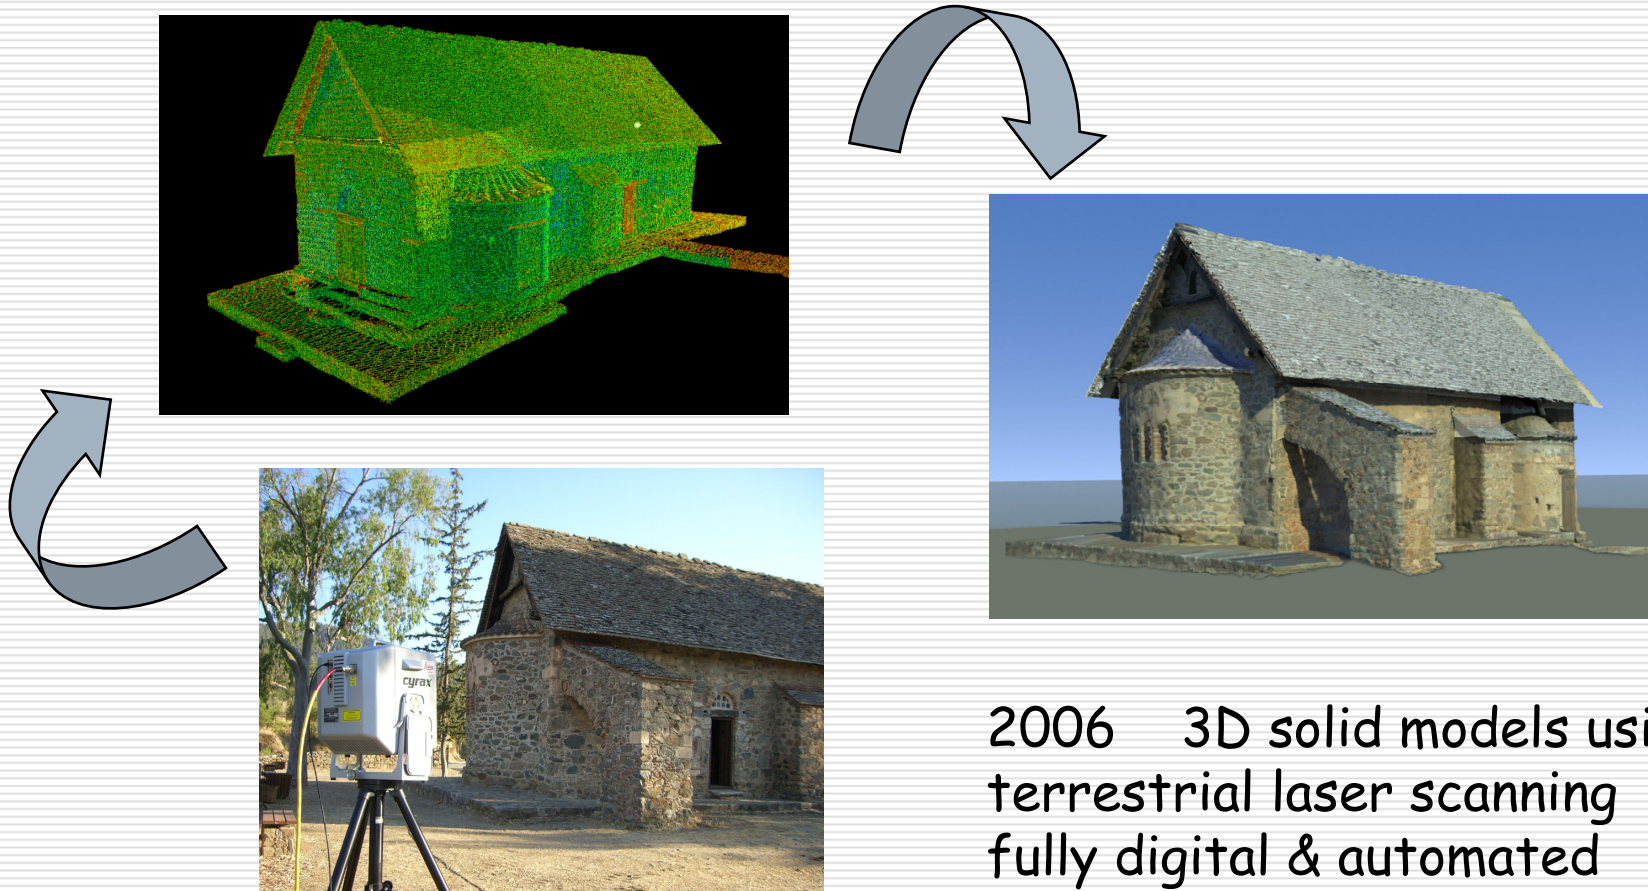 cyrax
2006 3D solid models usi
terrestrial laser scanning
fully digital & automated